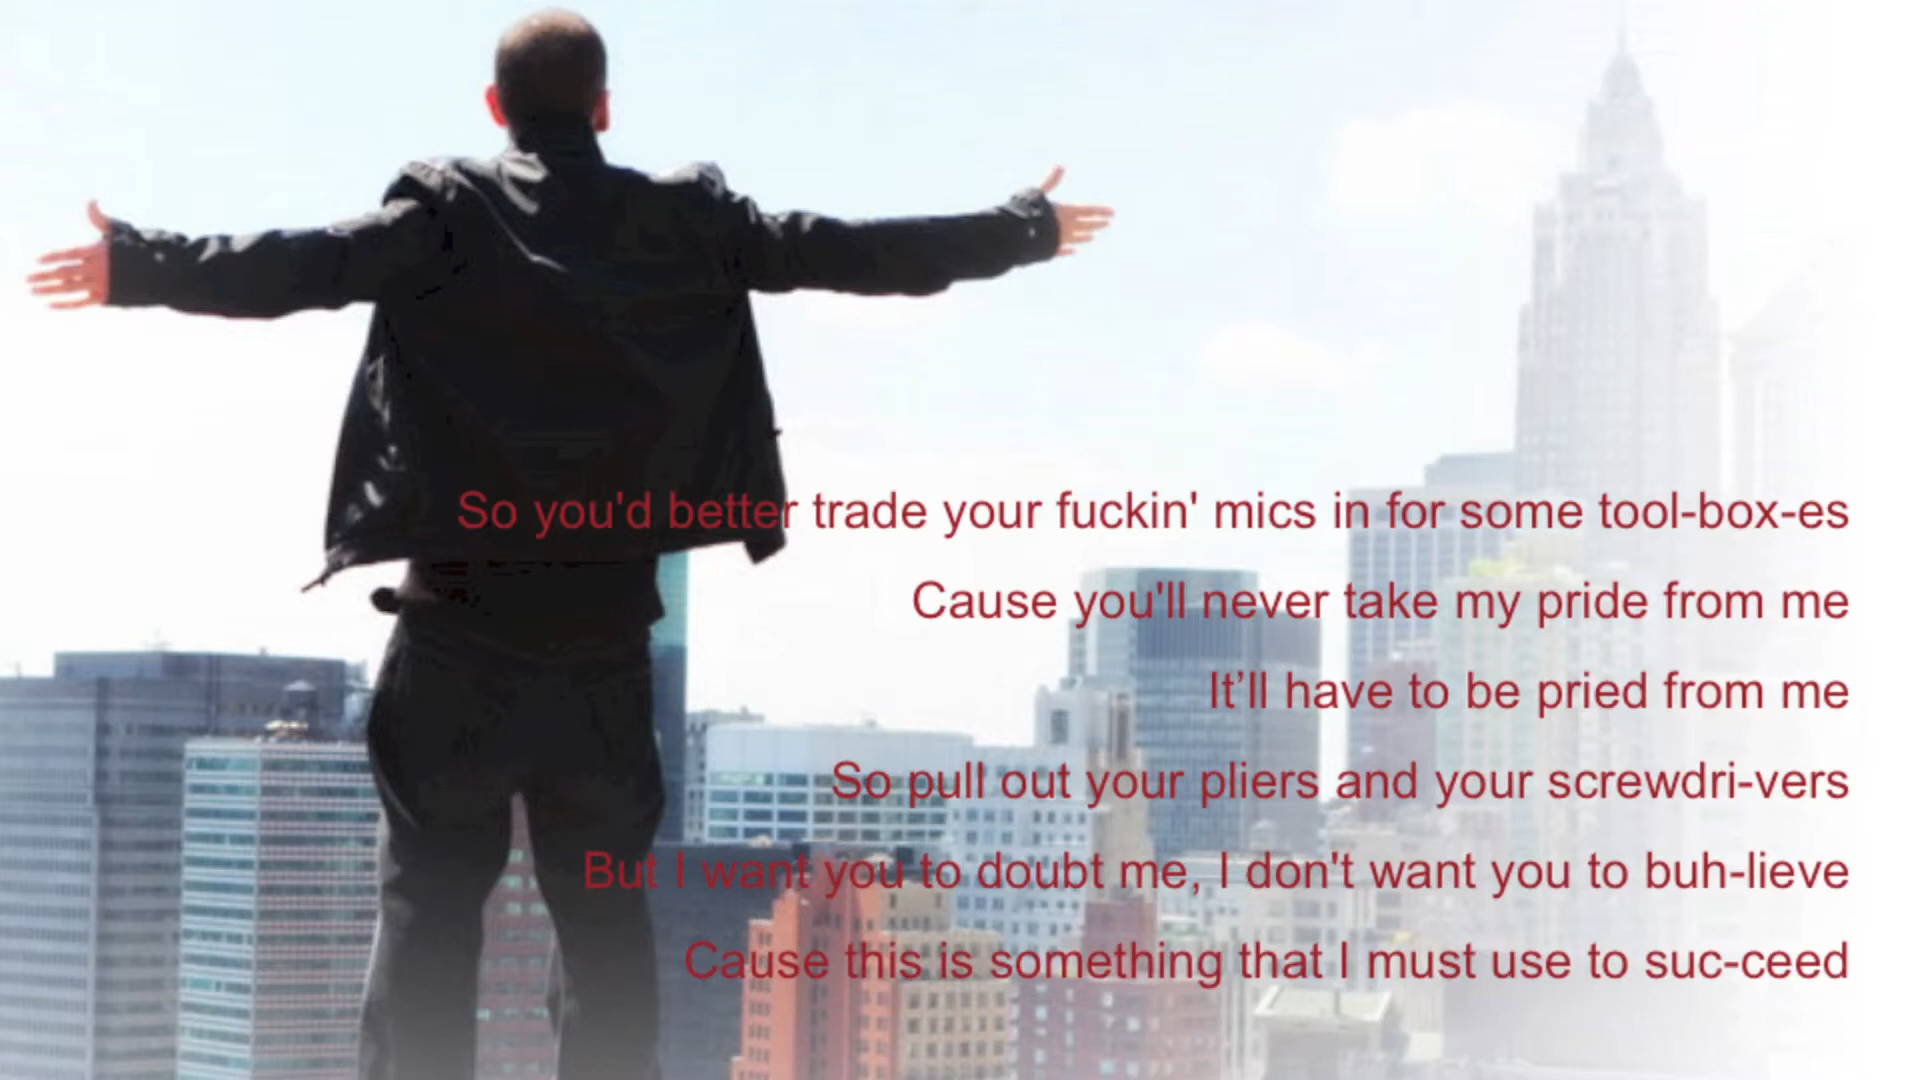 So you'd better trade your fuckin' mics in for some tool-box-es
Cause you'll never take my pride from me
It’ll have to be pried from me
So pull out your pliers and your screwdri-vers
But I want you to doubt me, I don't want you to buh-lieve
Cause this is something that I must use to suc-ceed